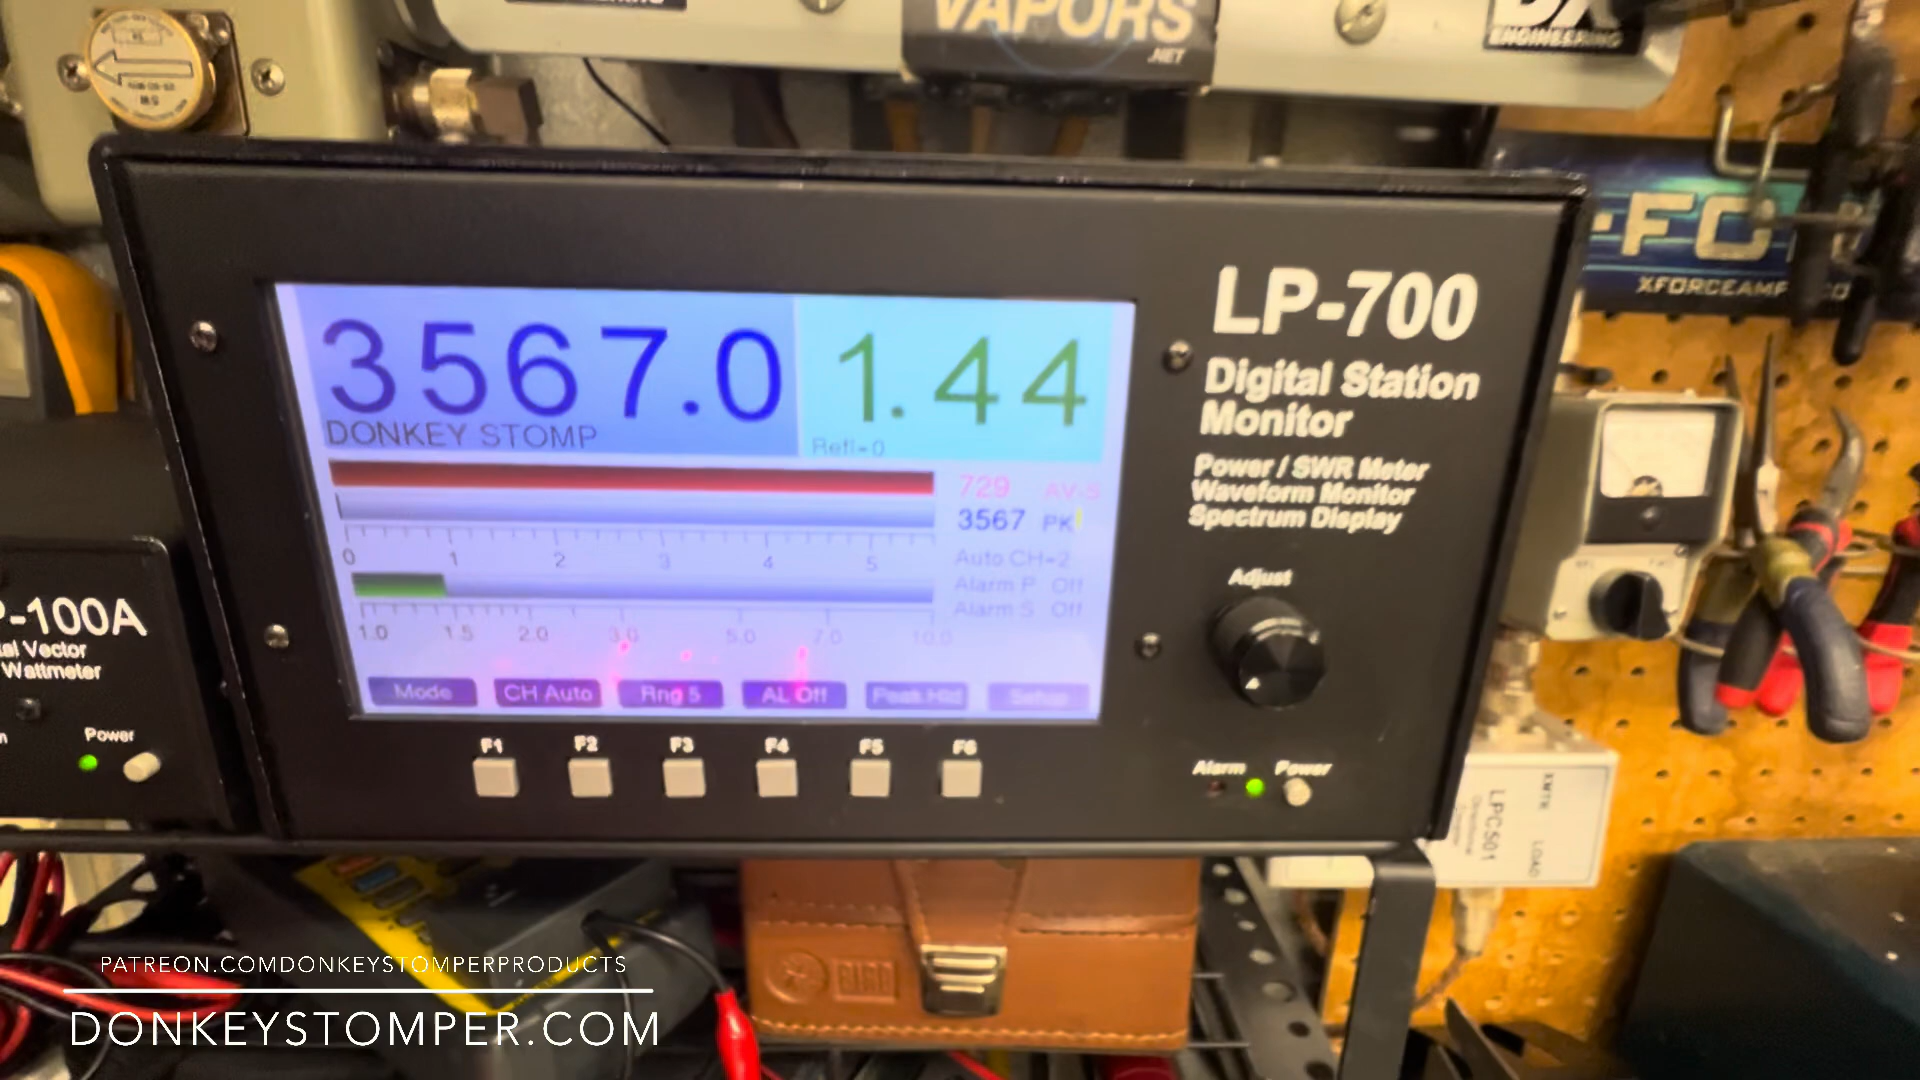 VAPORS
.NET
ENGINEERING
XFORCEAMP
LP-700
Digital Station
Monitor
Power / SWR Meter
Waveform Monitor
Spectrum Display
3567.0
1.44
DONKEY STOMP
Refl=0
729 AV-S
3567 PK
0 1 2 3 4 5
Auto CH=2
Alarm P Off
Alarm S Off
1.0 1.5 2.0 3.0 5.0 7.0 10.0
Mode CH Auto Rng 5 AL Off Peak Hld Setup
F1 F2 F3 F4 F5 F6
Adjust
Alarm Power
-100A
Vector
Wattmeter
Power
XMTR LOAD
LPC501
Directional
Coupler
BIRD
PATREON.COMDONKEYSTOMPERPRODUCTS
DONKEYSTOMPER.COM